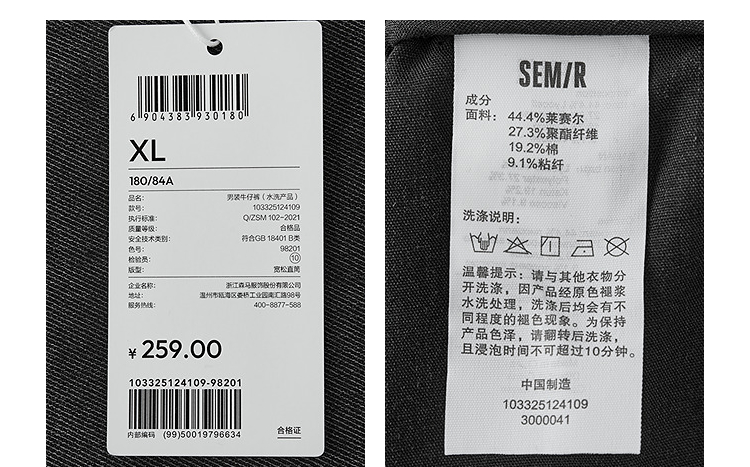 6 904383 930180
XL
180/84A
品名: 男装牛仔裤（水洗产品）
款号: 103325124109
执行标准: Q/ZSM 102-2021
质量等级: 合格品
安全技术类别: 符合GB 18401 B类
色号: 98201
检验员: ⑩
版型: 宽松直筒
企业名称: 浙江森马服饰股份有限公司
地址: 温州市瓯海区娄桥工业园南汇路98号
服务热线: 400-8877-588
¥ 259.00
103325124109-98201
内部编码 (99)50019796634
合格证
SEM/R
成分
面料: 44.4%莱赛尔
27.3%聚酯纤维
19.2%棉
9.1%粘纤
洗涤说明:
温馨提示: 请与其他衣物分
开洗涤，因产品经原色褪浆
水洗处理，洗涤后均会有不
同程度的褪色现象。为保持
产品色泽，请翻转后洗涤，
且浸泡时间不可超过10分钟。
中国制造
103325124109
3000041